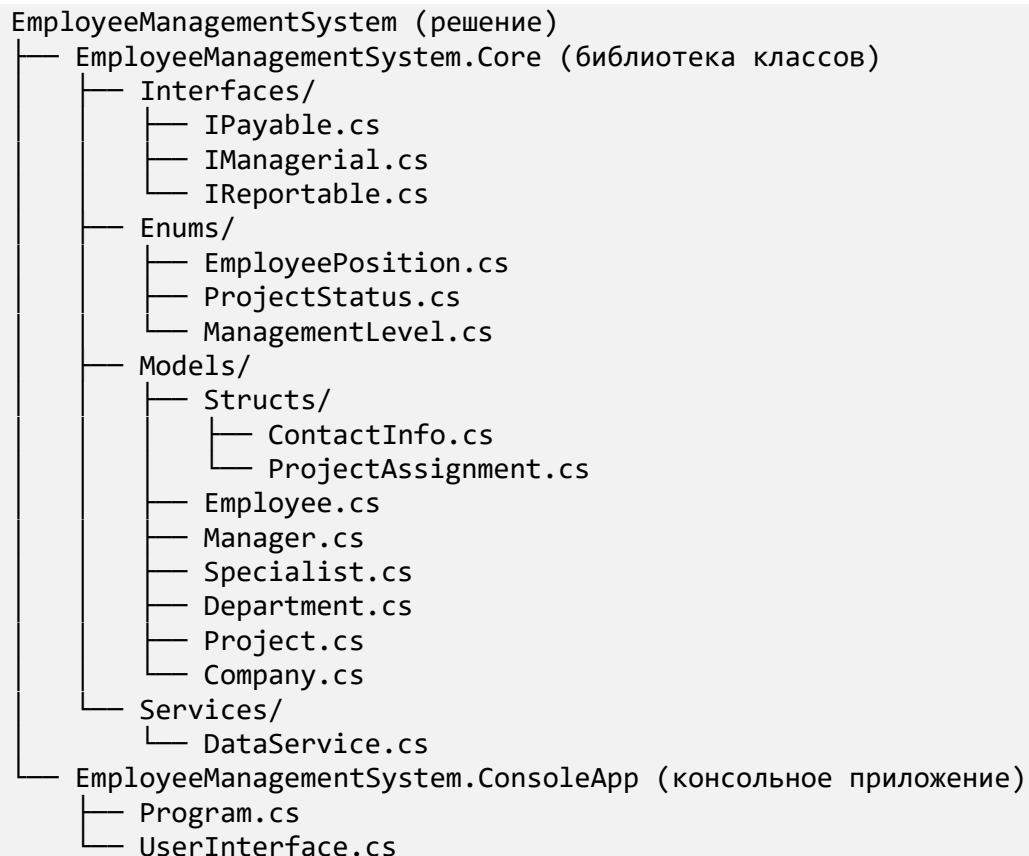 EmployeeManagementSystem (решение)
├── EmployeeManagementSystem.Core (библиотека классов)
│   ├── Interfaces/
│   │   ├── IPayable.cs
│   │   ├── IManagerial.cs
│   │   └── IReportable.cs
│   ├── Enums/
│   │   ├── EmployeePosition.cs
│   │   ├── ProjectStatus.cs
│   │   └── ManagementLevel.cs
│   ├── Models/
│   │   ├── Structs/
│   │   │   ├── ContactInfo.cs
│   │   │   └── ProjectAssignment.cs
│   │   ├── Employee.cs
│   │   ├── Manager.cs
│   │   ├── Specialist.cs
│   │   ├── Department.cs
│   │   ├── Project.cs
│   │   └── Company.cs
│   └── Services/
│       └── DataService.cs
└── EmployeeManagementSystem.ConsoleApp (консольное приложение)
    ├── Program.cs
    └── UserInterface.cs